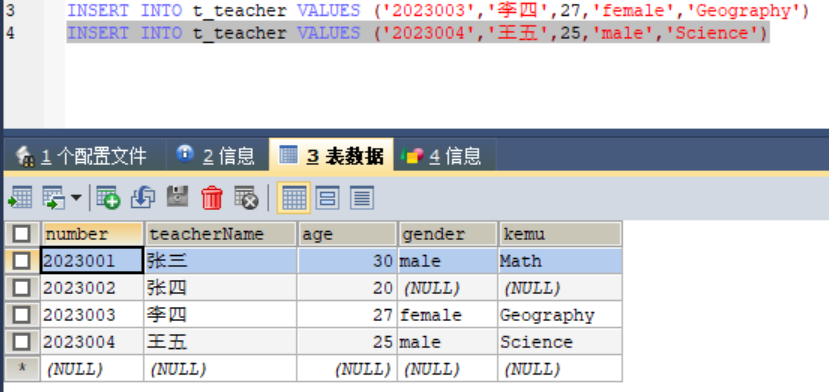 3 INSERT INTO t_teacher VALUES ('2023003','李四',27,'female','Geography')
4 INSERT INTO t_teacher VALUES ('2023004','王五',25,'male','Science')
1 个配置文件 2 信息 3 表数据 4 信息
number teacherName age gender kemu
2023001 张三 30 male Math
2023002 张四 20 (NULL) (NULL)
2023003 李四 27 female Geography
2023004 王五 25 male Science
* (NULL) (NULL) (NULL) (NULL) (NULL)